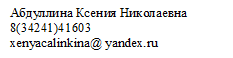 Абдуллина Ксения Николаевна
8(34241)41603
xenyacalinkina@ yandex.ru